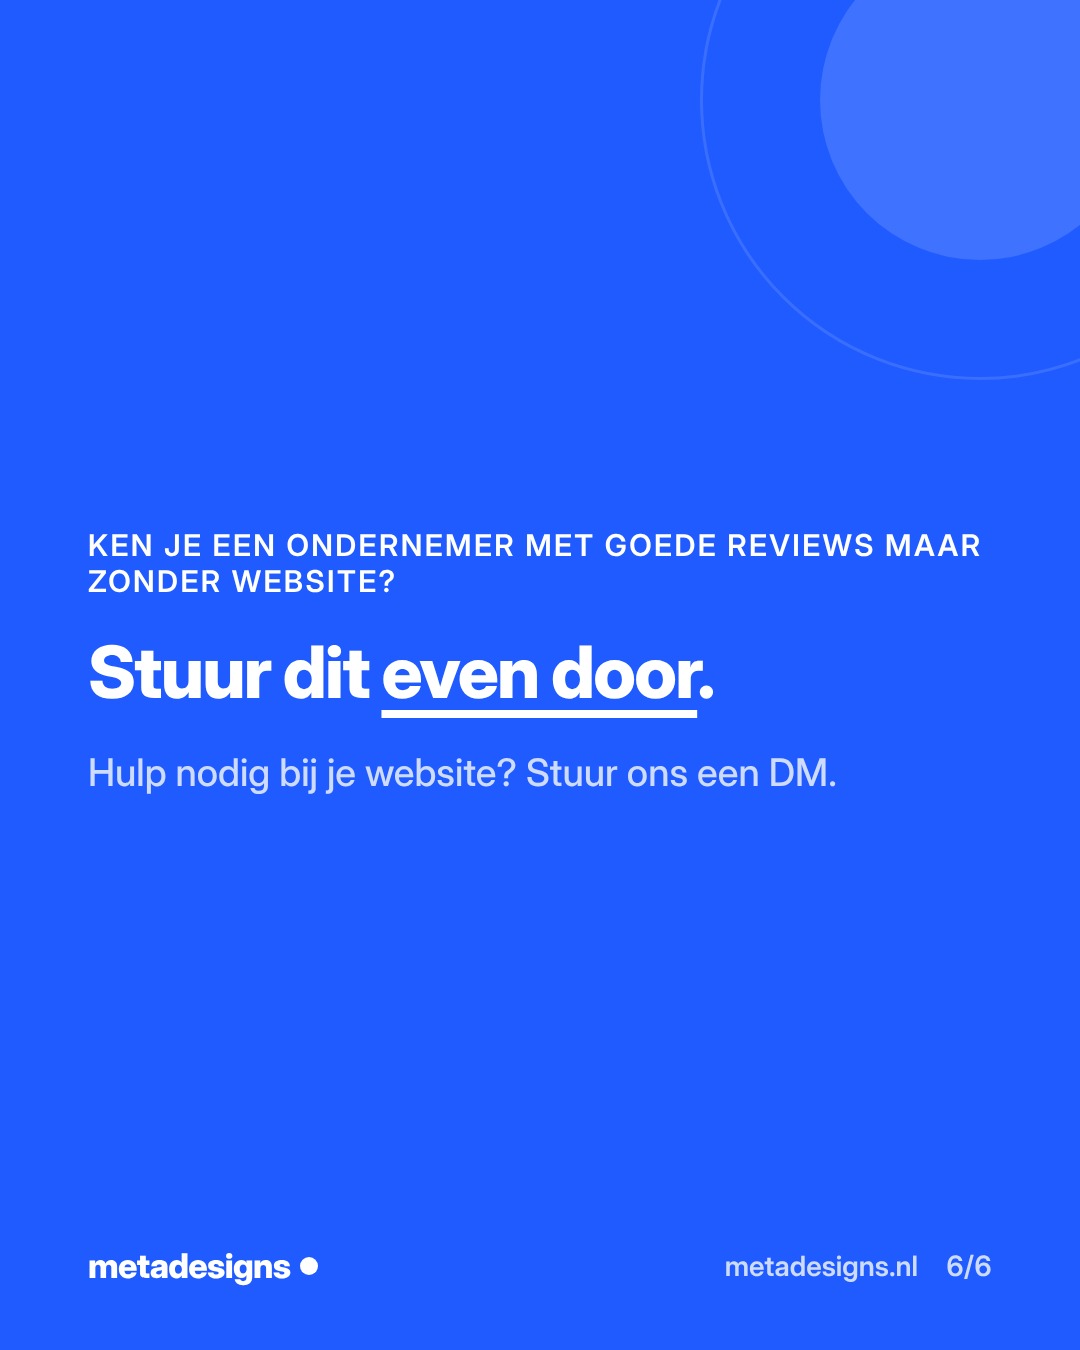 KEN JE EEN ONDERNEMER MET GOEDE REVIEWS MAAR
ZONDER WEBSITE?
Stuur dit even door.
Hulp nodig bij je website? Stuur ons een DM.
metadesigns
metadesigns.nl 6/6